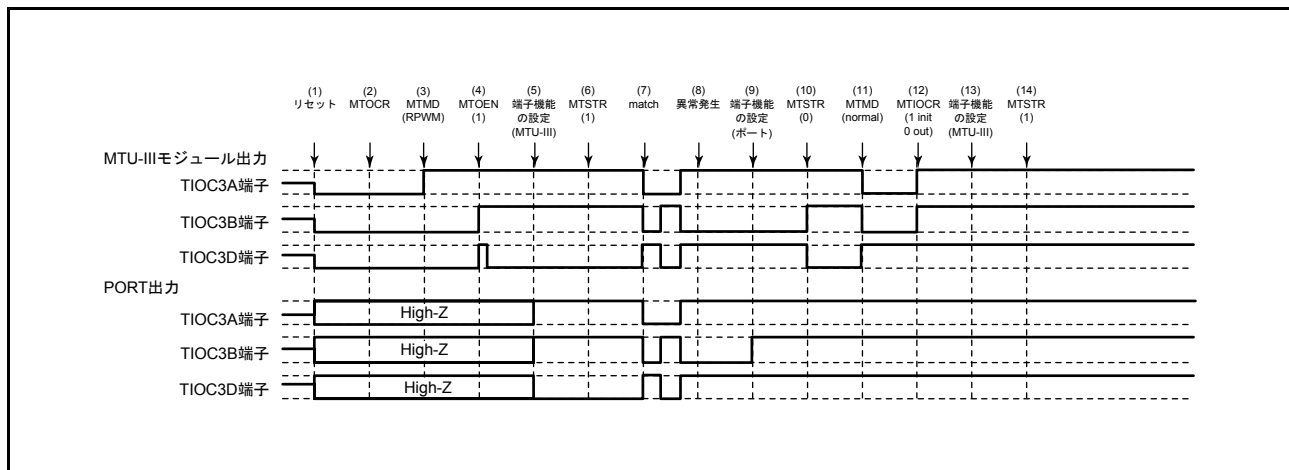 (1) (2) (3) (4) (5) (6) (7) (8) (9) (10) (11) (12) (13) (14)
リセット MTOCR MTMD MTOEN 端子機能 MTSTR match 異常発生 端子機能 MTSTR MTMD MTIOCR 端子機能 MTSTR
(RPWM) (1) の設定 (1) の設定 (0) (normal) (1 init の設定 (1)
(MTU-III) (ポート) 0 out) (MTU-III)
MTU-IIIモジュール出力
TIOC3A端子
TIOC3B端子
TIOC3D端子
PORT出力
TIOC3A端子 High-Z
TIOC3B端子 High-Z
TIOC3D端子 High-Z